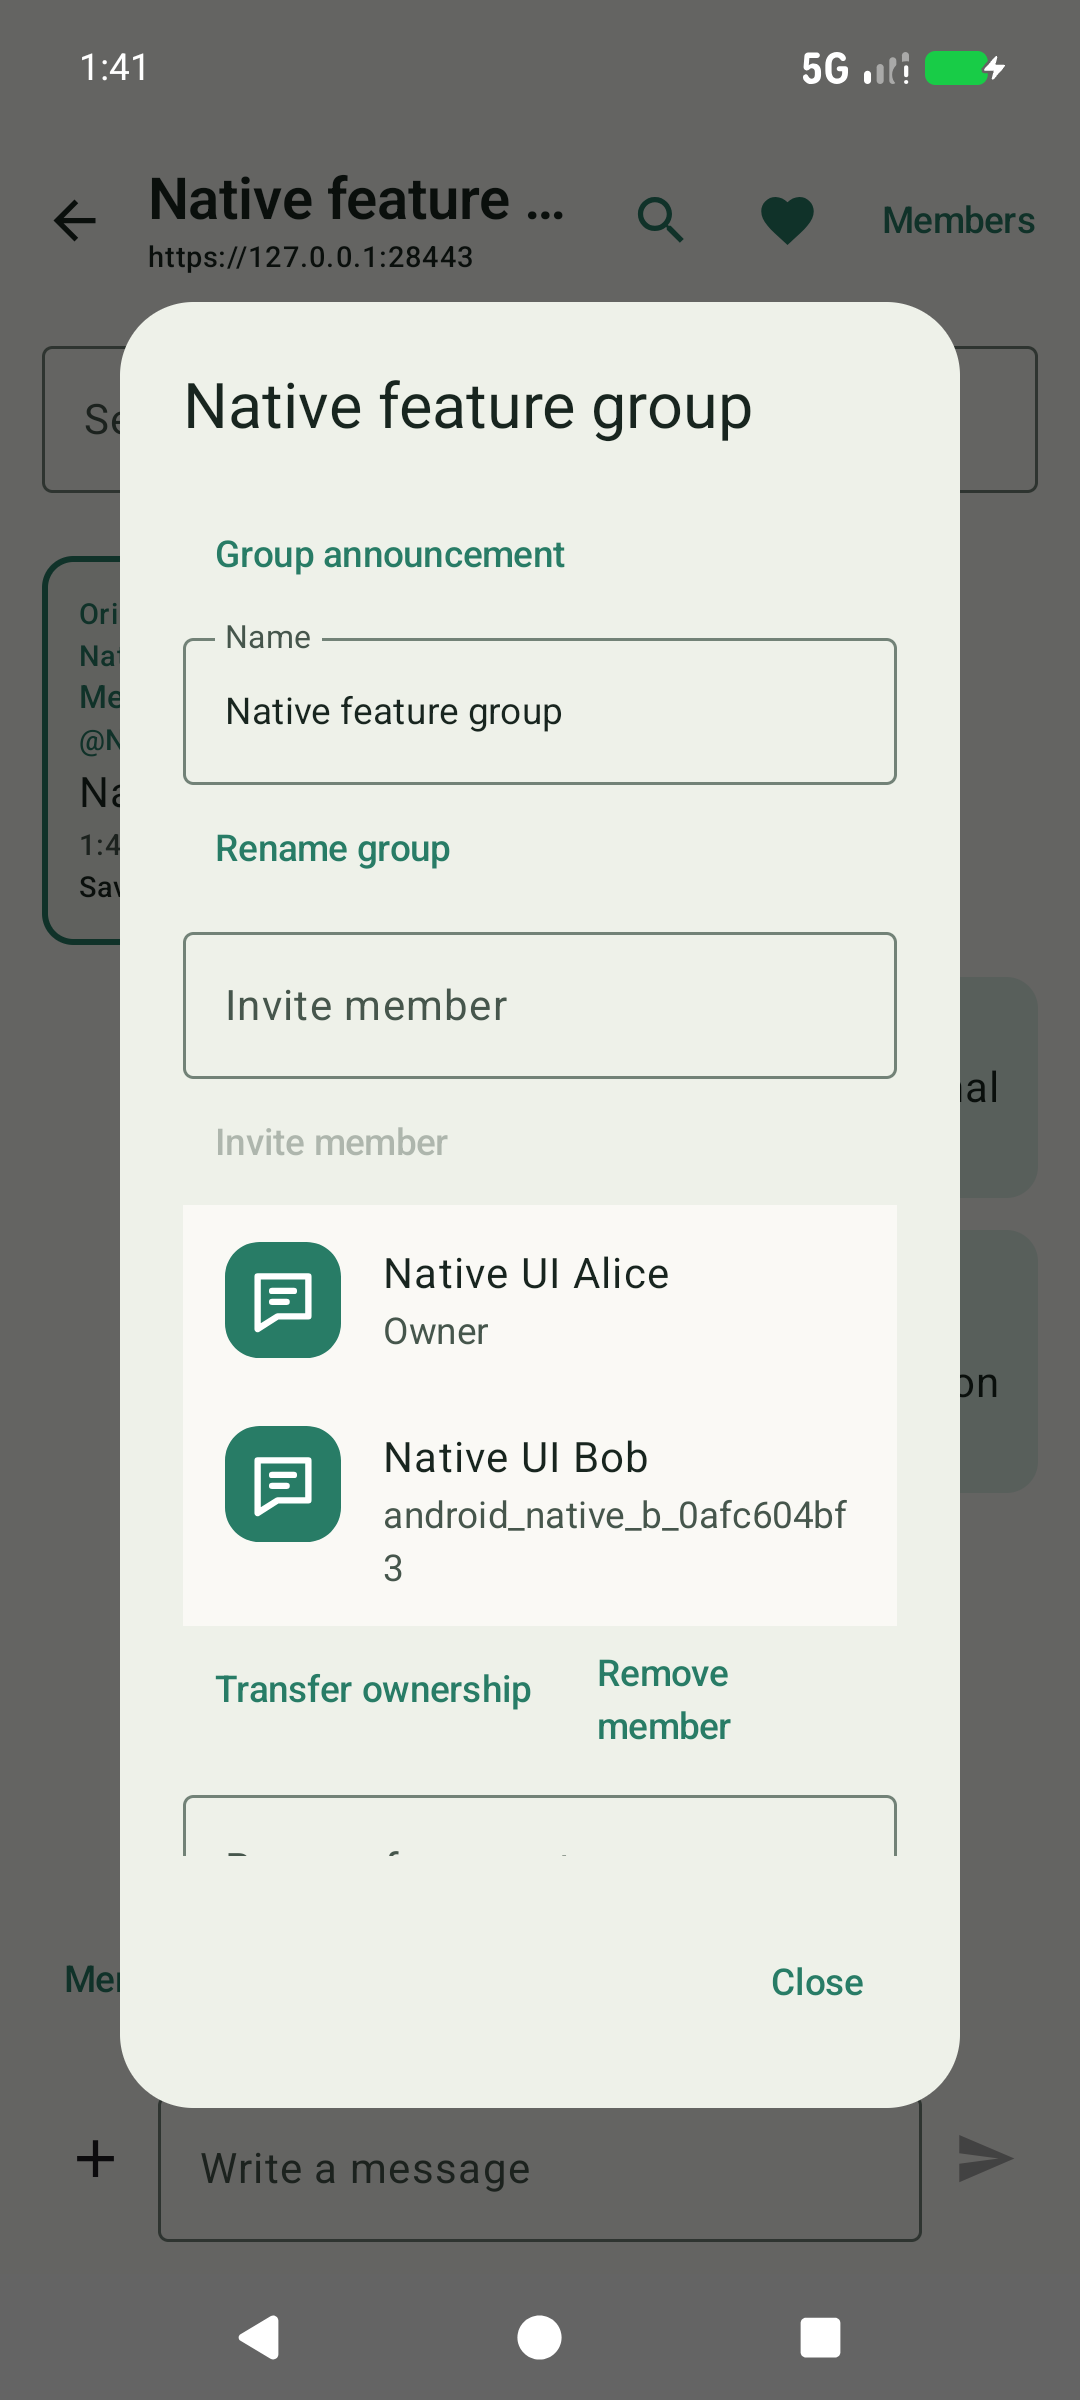 1:41
5G
Native feature ...
https://127.0.0.1:28443
Members
Native feature group
Group announcement
Name
Native feature group
Rename group
Invite member
Invite member
Native UI Alice
Owner
Native UI Bob
android_native_b_0afc604bf
3
Transfer ownership
Remove
member
Close
Write a message